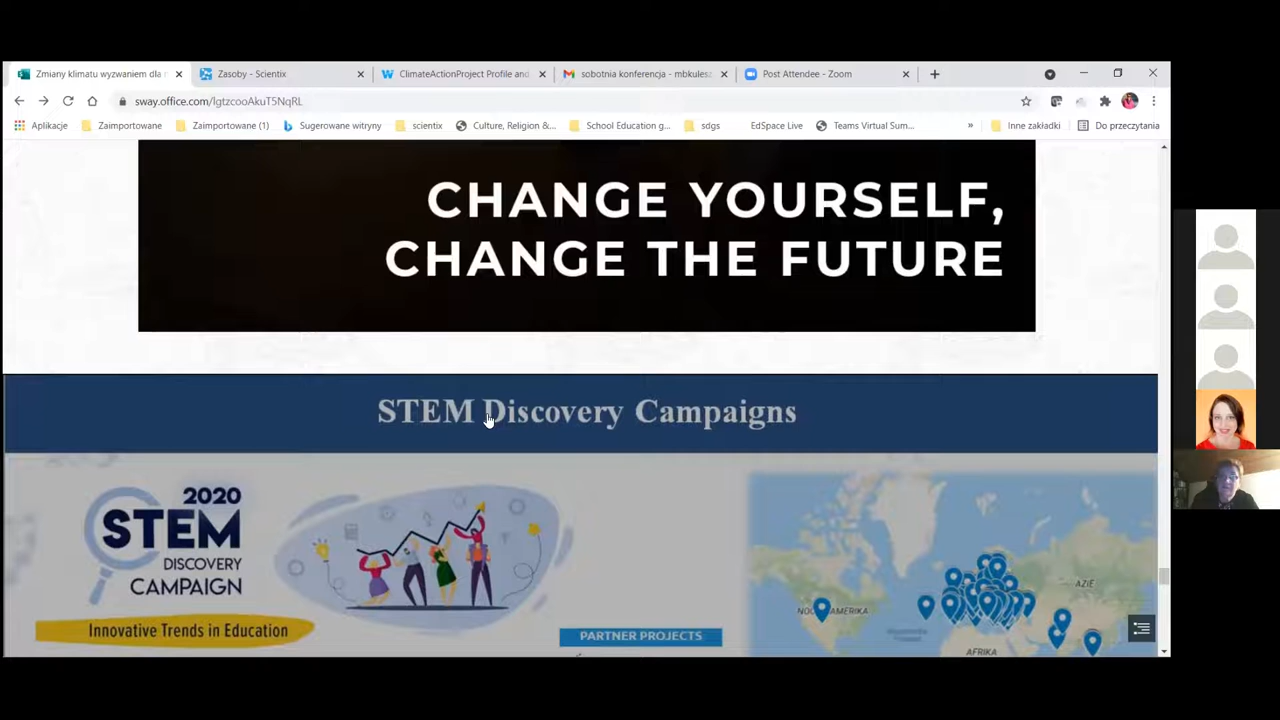 Zmiany klimatu wyzwaniem dla
Zasoby - Scientix
ClimateActionProject Profile and
sobotnia konferencja - mbkulesz
Post Attendee - Zoom
sway.office.com/lgtzcooAkuT5NqRL
Aplikacje
Zaimportowane
Zaimportowane (1)
Sugerowane witryny
scientix
Culture, Religion &...
School Education g...
sdgs
EdSpace Live
Teams Virtual Sum...
»
Inne zakładki
Do przeczytania
CHANGE YOURSELF,
CHANGE THE FUTURE
STEM Discovery Campaigns
2020
STEM
DISCOVERY
CAMPAIGN
Innovative Trends in Education
PARTNER PROJECTS
AZIË
AFRIKA